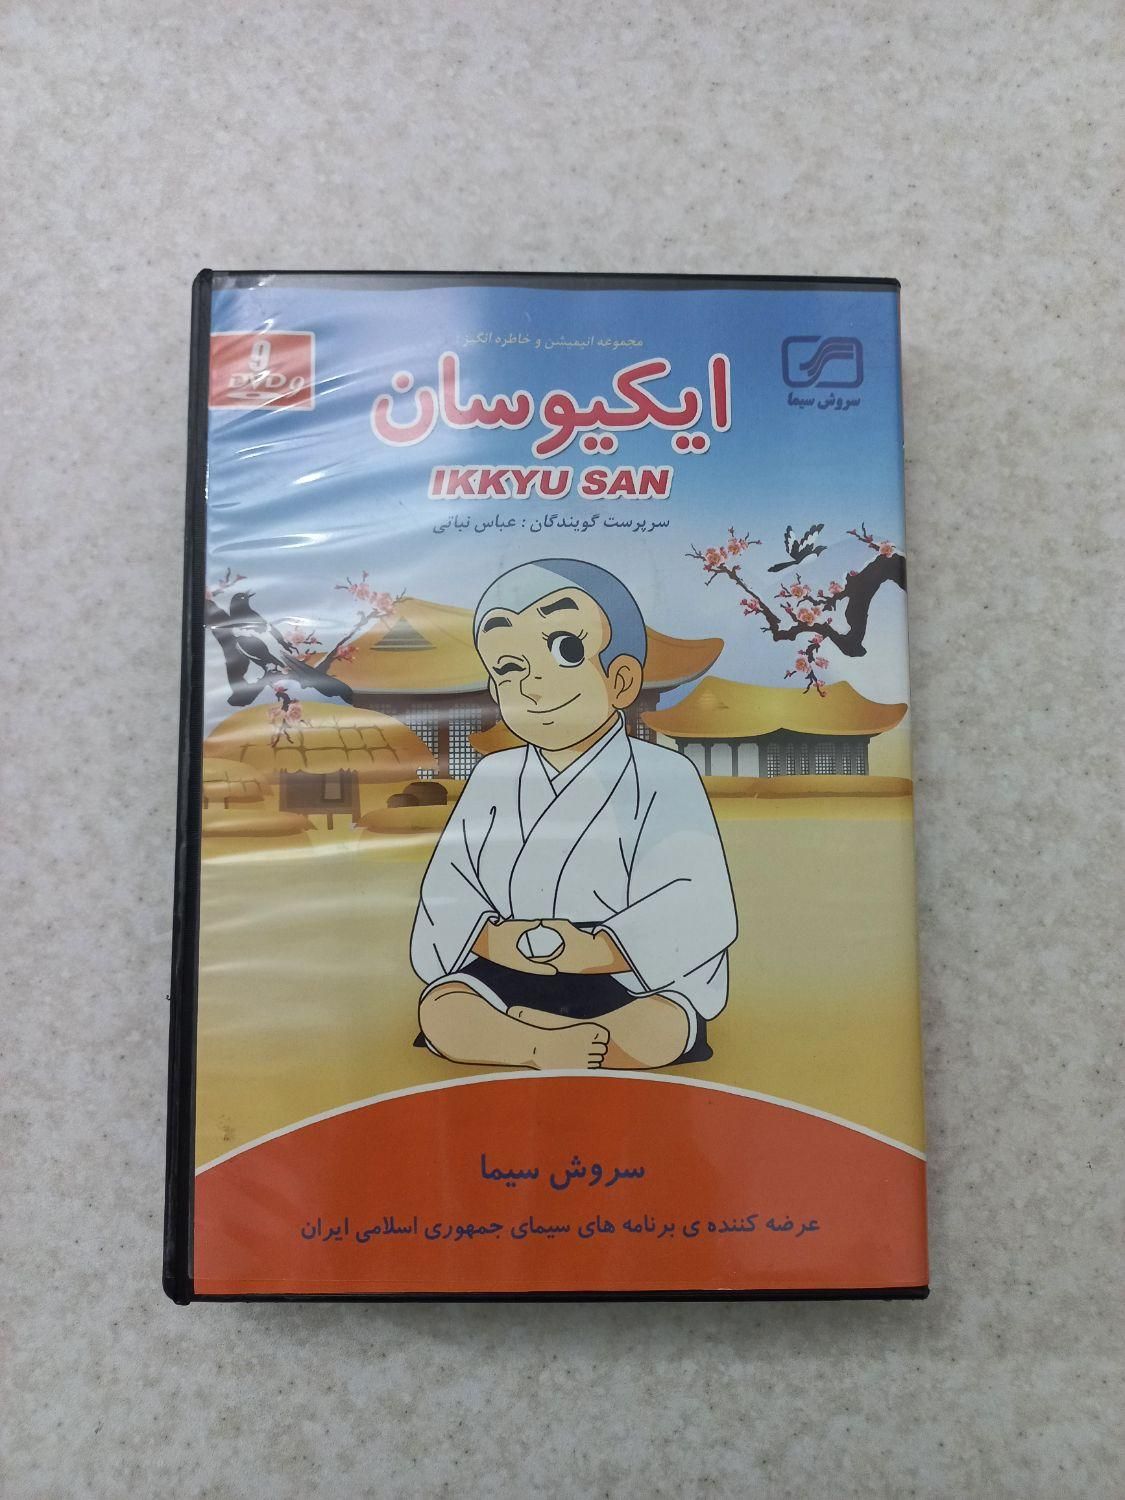 مجموعه انیمیشن و خاطره انگیز :
ایکیوسان
IKKYU SAN
سرپرست گویندگان : عباس نباتی
9
DVD 9
سروش سیما
سروش سیما
عرضه کننده ی برنامه های سیمای جمهوری اسلامی ایران